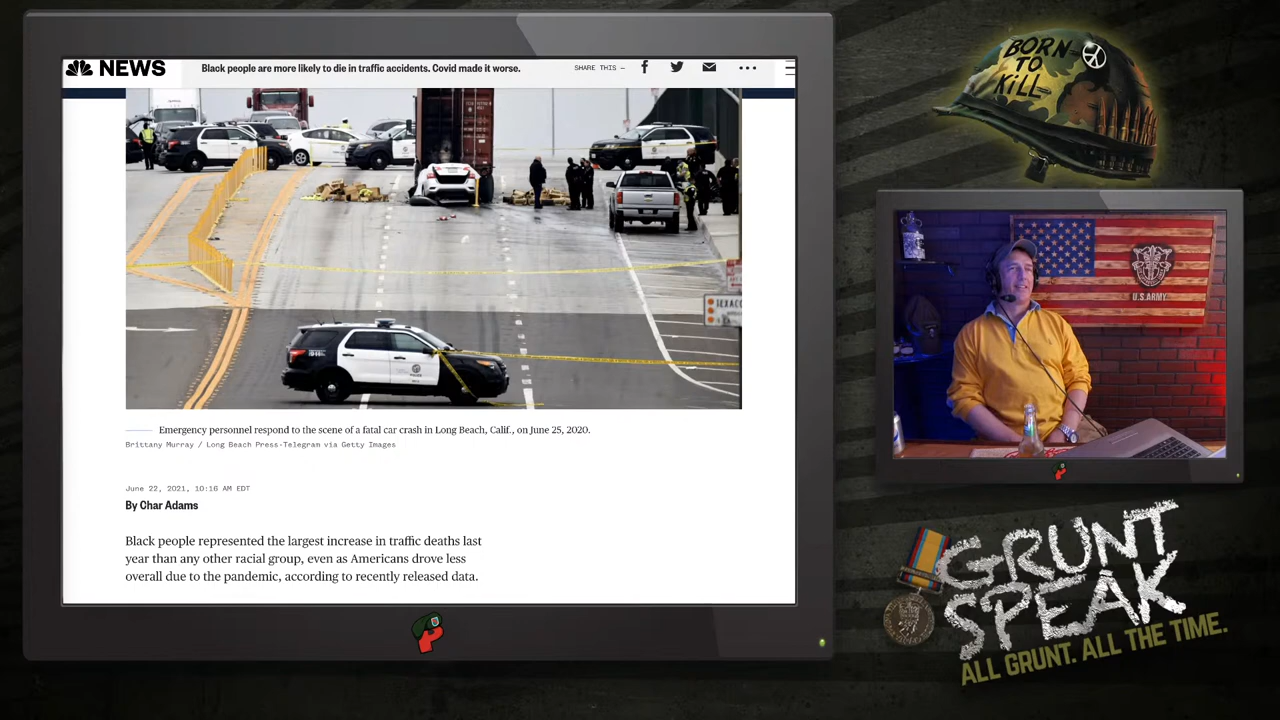 NEWS
Black people are more likely to die in traffic accidents. Covid made it worse.
SHARE THIS —
BORN
TO
KiLL
TEXACO
POLICE
U.S. ARMY
Emergency personnel respond to the scene of a fatal car crash in Long Beach, Calif., on June 25, 2020.
Brittany Murray / Long Beach Press-Telegram via Getty Images
June 22, 2021, 10:16 AM EDT
By Char Adams
Black people represented the largest increase in traffic deaths last
year than any other racial group, even as Americans drove less
overall due to the pandemic, according to recently released data.
GRUNT
SPEAK
ALL GRUNT. ALL THE TIME.